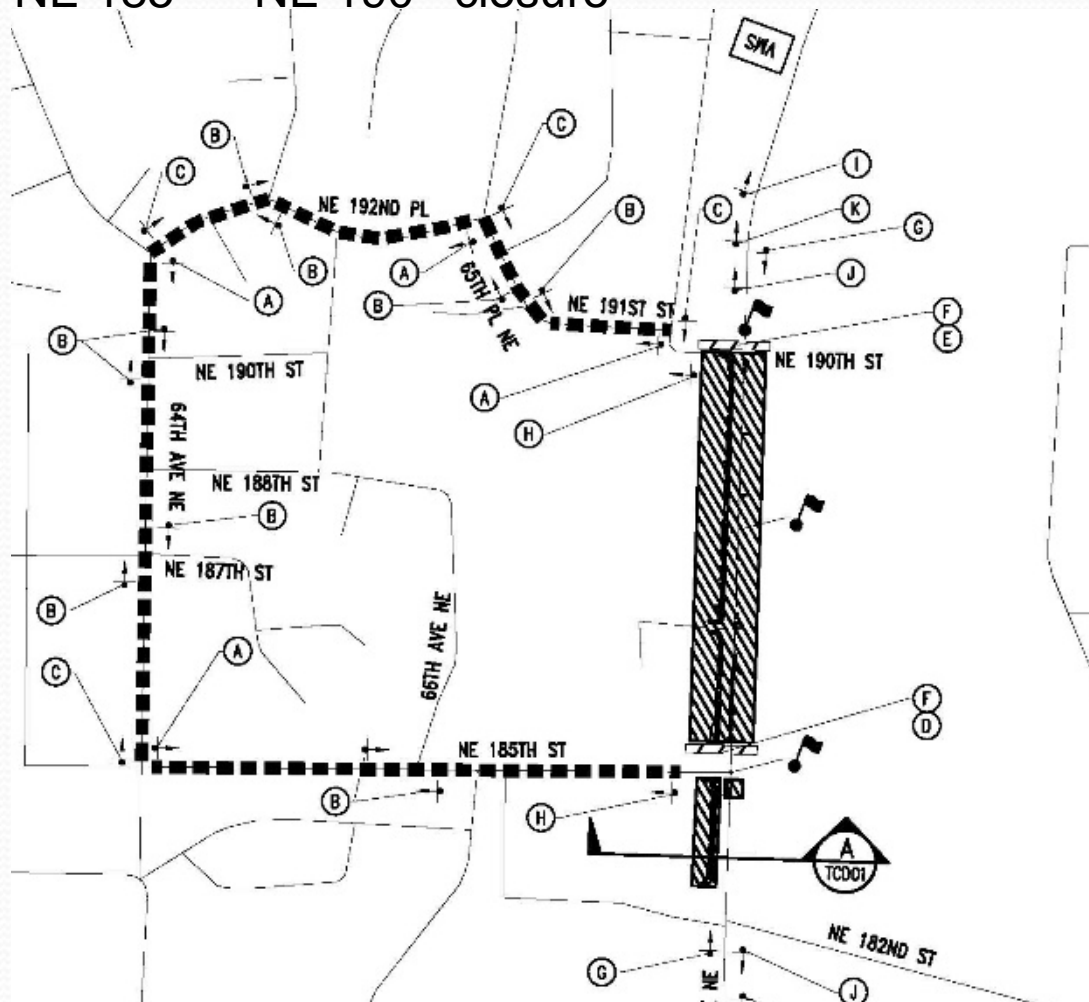 VMS
B
C
C
I
NE 192ND PL
B
C
K
G
B
A
65TH PL NE
A
B
J
NE 191ST ST
F
E
B
NE 190TH ST
NE 190TH ST
A
H
64TH AVE NE
NE 188TH ST
B
NE 187TH ST
B
66TH AVE NE
A
C
F
D
NE 185TH ST
B
H
A
TCD01
NE 182ND ST
G
NE
J